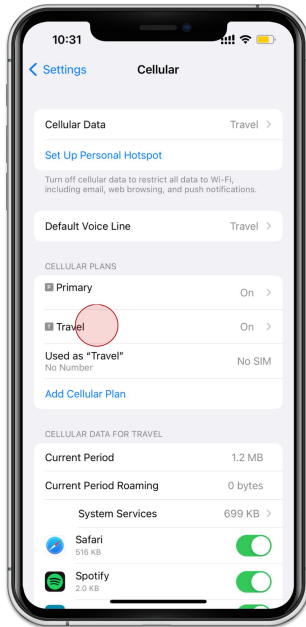 10:31
Settings
Cellular
Cellular Data
Travel
Set Up Personal Hotspot
Turn off cellular data to restrict all data to Wi-Fi,
including email, web browsing, and push notifications.
Default Voice Line
Travel
CELLULAR PLANS
P Primary
On
T Travel
On
Used as “Travel”
No Number
No SIM
Add Cellular Plan
CELLULAR DATA FOR TRAVEL
Current Period
1.2 MB
Current Period Roaming
0 bytes
System Services
699 KB
Safari
516 KB
Spotify
2.0 KB